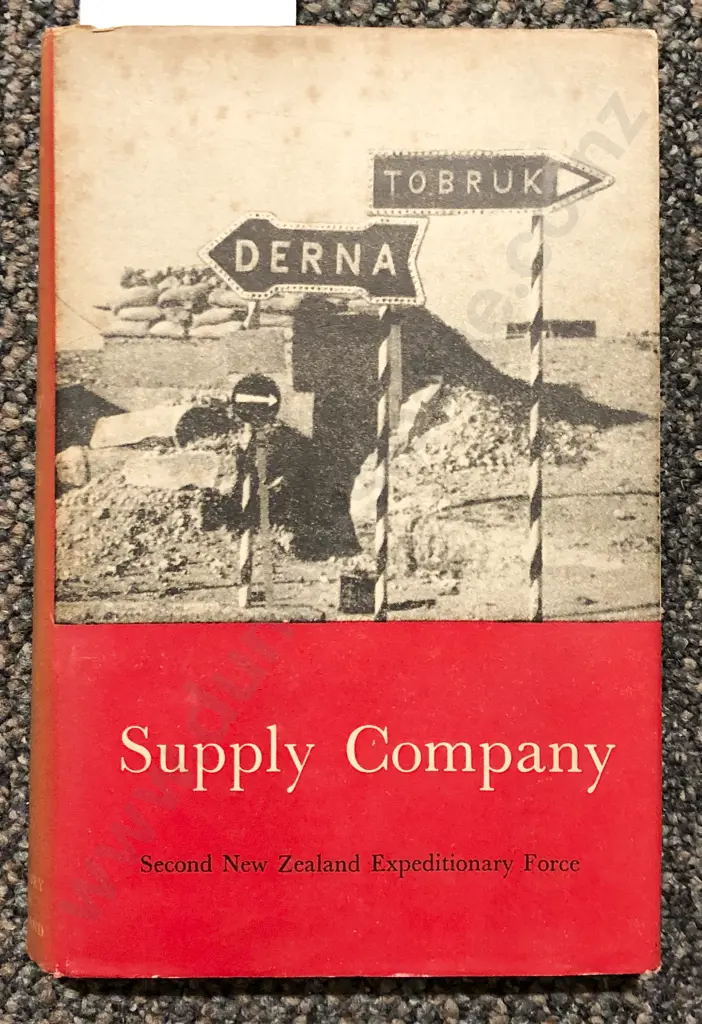 TOBRUK
DERNA
Supply Company
Second New Zealand Expeditionary Force